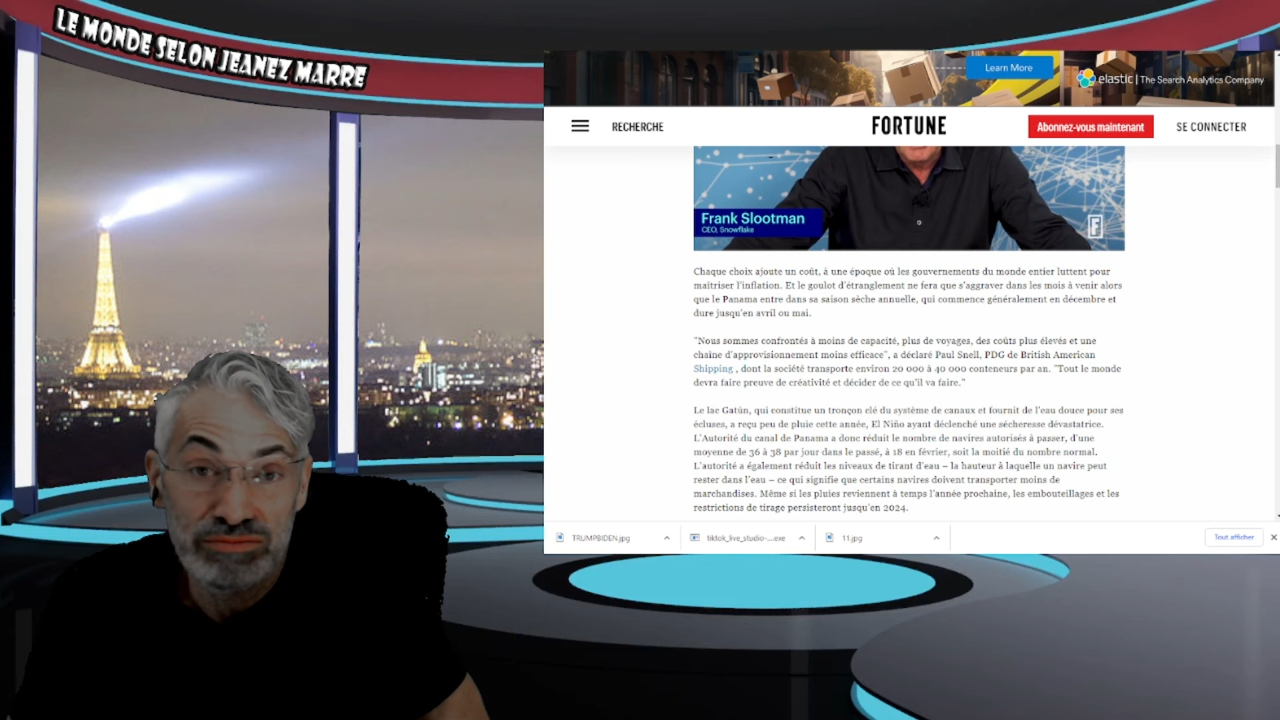 LE MONDE SELON JEANEZ MARRE
Learn More
elastic | The Search Analytics Company
RECHERCHE
FORTUNE
Abonnez-vous maintenant
SE CONNECTER
Frank Slootman
CEO, Snowflake
F
Chaque choix ajoute un coût, à une époque où les gouvernements du monde entier luttent pour
maîtriser l'inflation. Et le goulot d'étranglement ne fera que s'aggraver dans les mois à venir alors
que le Panama entre dans sa saison sèche annuelle, qui commence généralement en décembre et
dure jusqu'en avril ou mai.
"Nous sommes confrontés à moins de capacité, plus de voyages, des coûts plus élevés et une
chaîne d'approvisionnement moins efficace", a déclaré Paul Snell, PDG de British American
Shipping , dont la société transporte environ 20 000 à 40 000 conteneurs par an. "Tout le monde
devra faire preuve de créativité et décider de ce qu'il va faire."
Le lac Gatún, qui constitue un tronçon clé du système de canaux et fournit de l'eau douce pour ses
écluses, a reçu peu de pluie cette année, El Niño ayant déclenché une sécheresse dévastatrice.
L'Autorité du canal de Panama a donc réduit le nombre de navires autorisés à passer, d'une
moyenne de 36 à 38 par jour dans le passé, à 18 en février, soit la moitié du nombre normal.
L'autorité a également réduit les niveaux de tirant d'eau – la hauteur à laquelle un navire peut
rester dans l'eau – ce qui signifie que certains navires doivent transporter moins de
marchandises. Même si les pluies reviennent à temps l'année prochaine, les embouteillages et les
restrictions de tirage persisteront jusqu'en 2024.
TRUMPBIDEN.jpg
tiktok_live_studio-....exe
11.jpg
Tout afficher